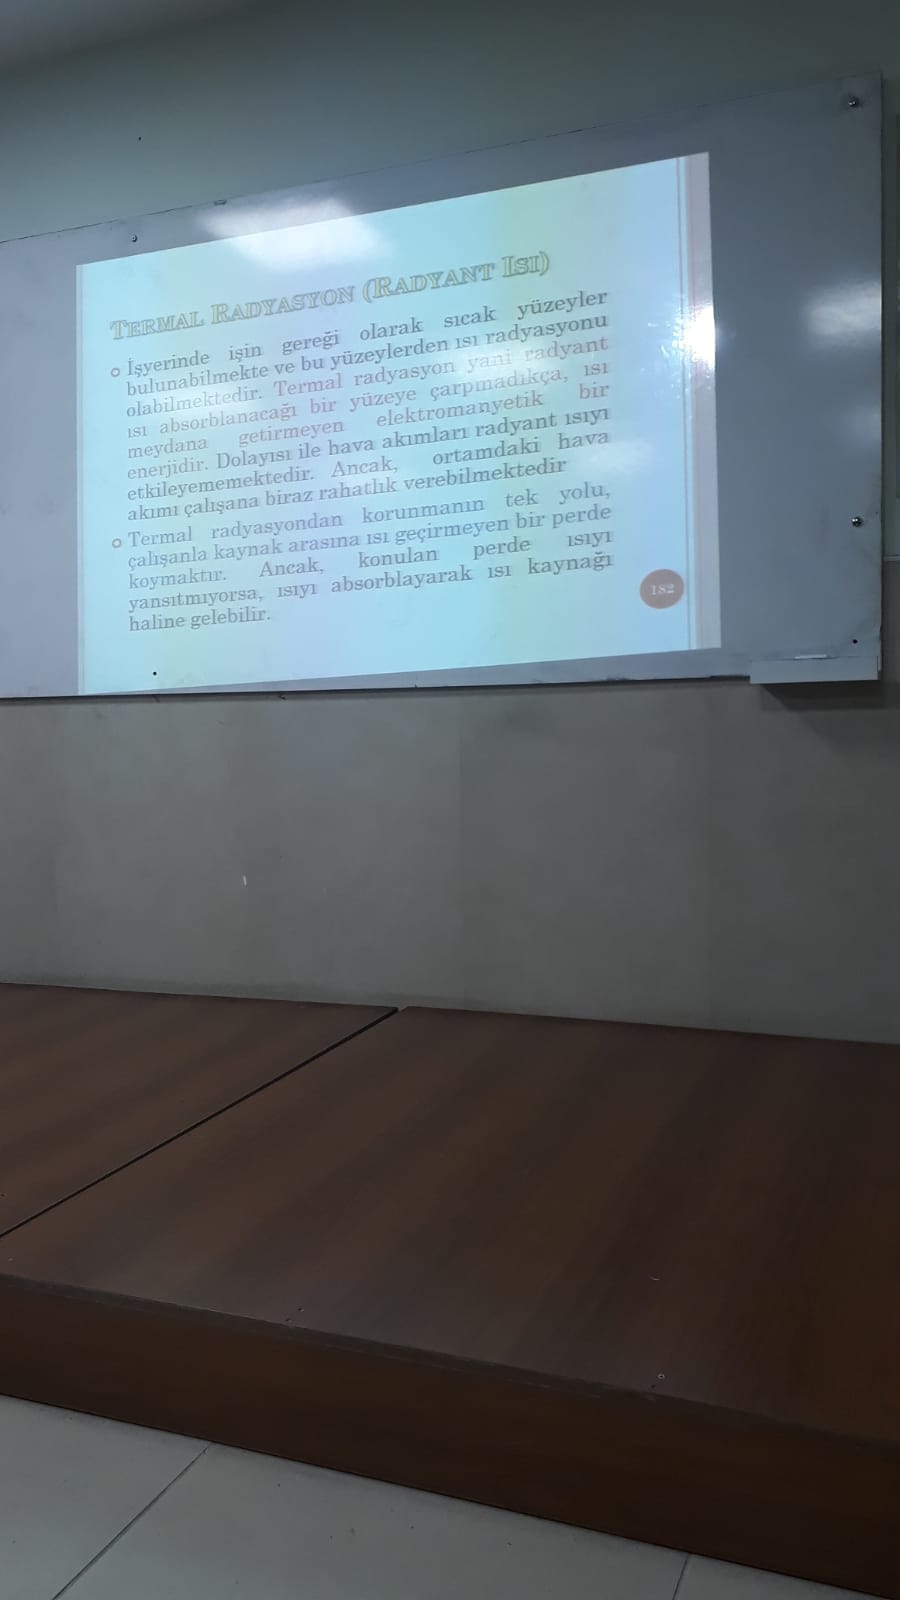 TERMAL RADYASYON (RADYANT ISI)
İşyerinde işin gereği olarak sıcak yüzeyler
bulunabilmekte ve bu yüzeylerden ısı radyasyonu
olabilmektedir. Termal radyasyon yani radyant
ısı absorblanacağı bir yüzeye çarpmadıkça, ısı
meydana getirmeyen elektromanyetik bir
enerjidir. Dolayısı ile hava akımları radyant ısıyı
etkileyememektedir. Ancak, ortamdaki hava
akımı çalışana biraz rahatlık verebilmektedir
Termal radyasyondan korunmanın tek yolu,
çalışanla kaynak arasına ısı geçirmeyen bir perde
koymaktır. Ancak, konulan perde ısıyı
yansıtmıyorsa, ısıyı absorblayarak ısı kaynağı
haline gelebilir.
182